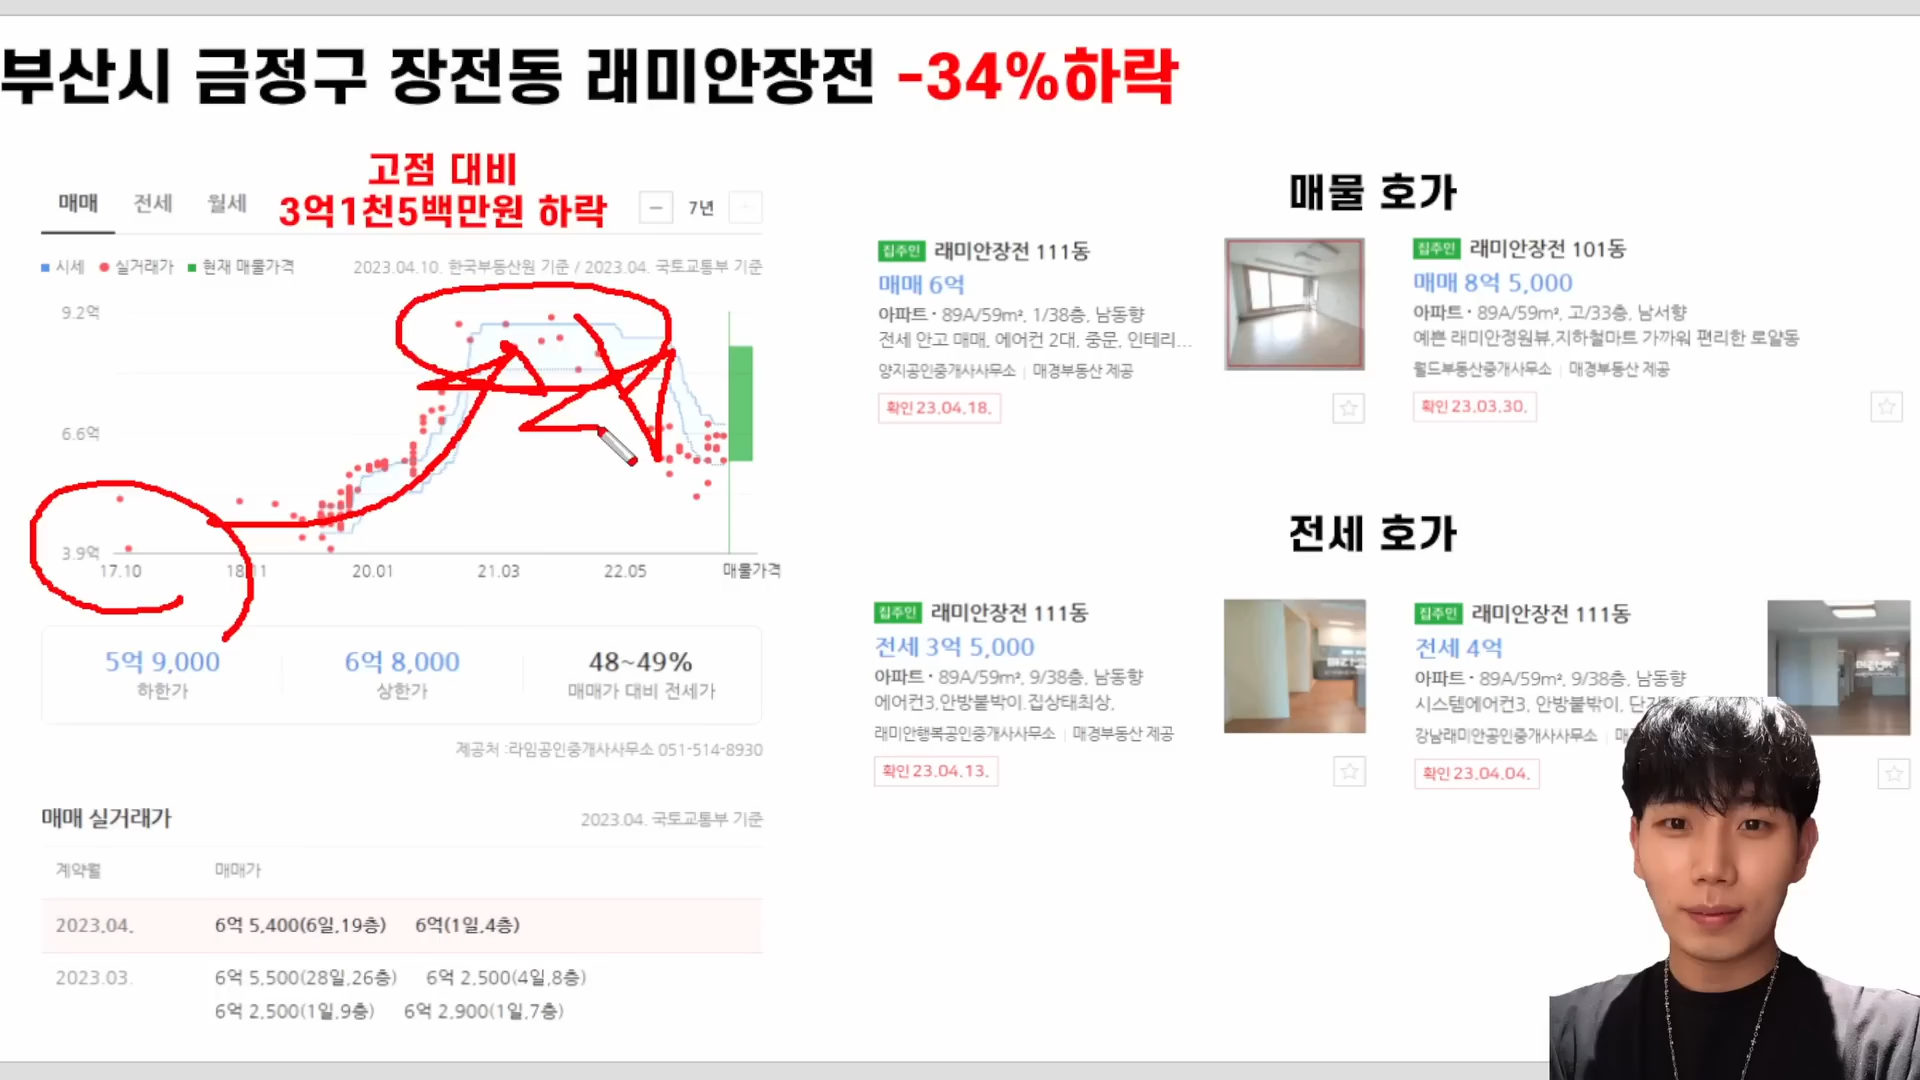 부산시 금정구 장전동 래미안장전 -34%하락
고점 대비
3억1천5백만원 하락
매매 전세 월세
7년
시세 실거래가 현재 매물가격
2023.04.10. 한국부동산원 기준 / 2023.04. 국토교통부 기준
9.2억
6.6억
3.9억
17.10 18.11 20.01 21.03 22.05 매물가격
5억 9,000 6억 8,000 48~49%
하한가 상한가 매매가 대비 전세가
제공처 :라임공인중개사사무소 051-514-8930
매매 실거래가 2023.04. 국토교통부 기준
계약월 매매가
2023.04. 6억 5,400(6일,19층) 6억(1일,4층)
2023.03. 6억 5,500(28일,26층) 6억 2,500(4일,8층)
6억 2,500(1일,9층) 6억 2,900(1일,7층)
매물 호가
집주인 래미안장전 111동
매매 6억
아파트 · 89A/59m², 1/38층, 남동향
전세 안고 매매, 에어컨 2대, 중문, 인테리...
양지공인중개사사무소 | 매경부동산 제공
확인 23.04.18.
집주인 래미안장전 101동
매매 8억 5,000
아파트 · 89A/59m², 고/33층, 남서향
예쁜 래미안정원뷰,지하철마트 가까워 편리한 로얄동
월드부동산중개사무소 | 매경부동산 제공
확인 23.03.30.
전세 호가
집주인 래미안장전 111동
전세 3억 5,000
아파트 · 89A/59m², 9/38층, 남동향
에어컨3,안방붙박이,집상태최상,
래미안행복공인중개사사무소 | 매경부동산 제공
확인 23.04.13.
집주인 래미안장전 111동
전세 4억
아파트 · 89A/59m², 9/38층, 남동향
시스템에어컨3, 안방붙박이,
강남래미안공인중개사사무소 |
확인 23.04.04.